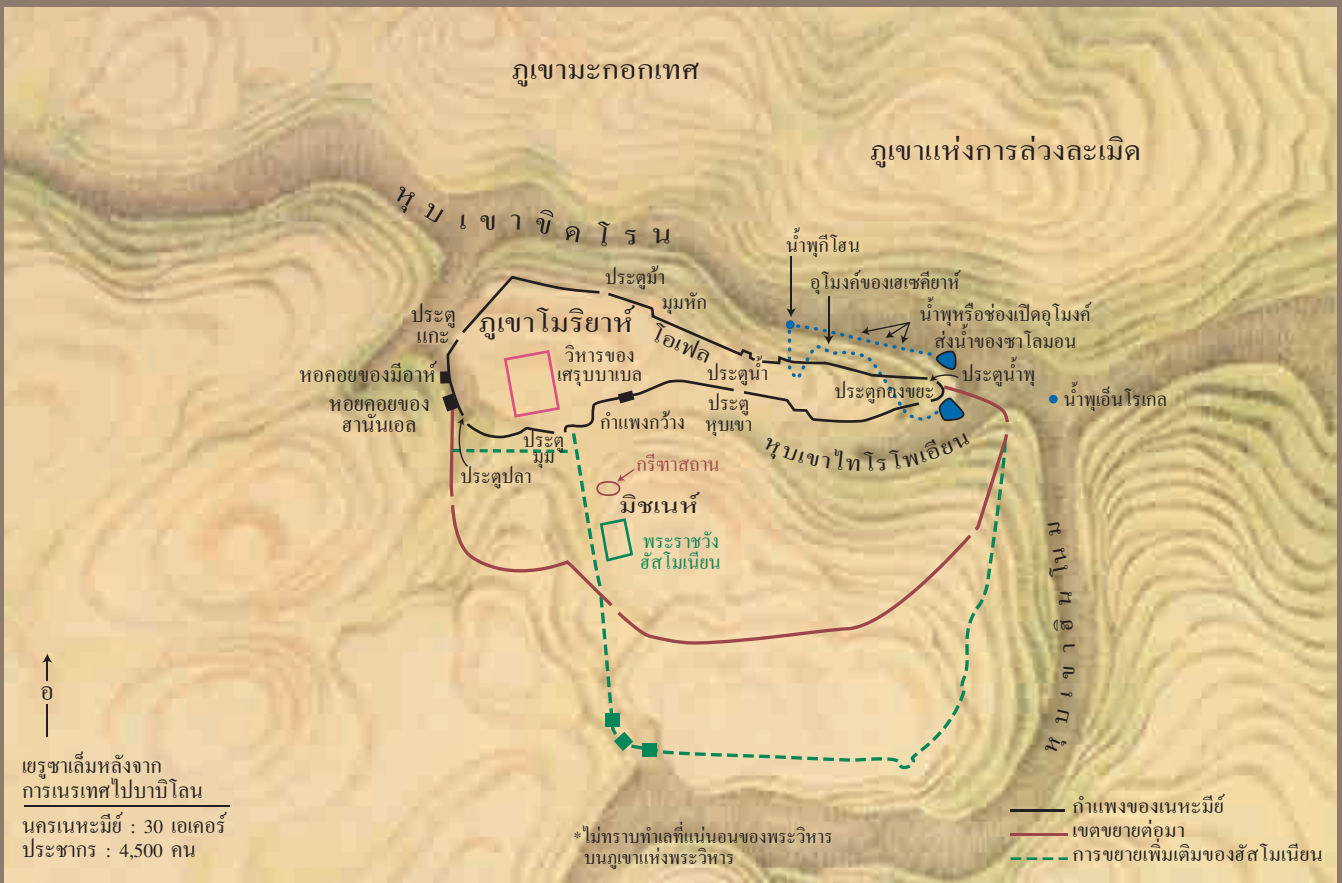 ภูเขามะกอกเทศ
ภูเขาแห่งการล่วงละเมิด
หุบเขาขิดโรน
น้ำพุกีโฮน
อุโมงค์ของเฮเซคียาห์
น้ำพุหรือช่องเปิดอุโมงค์
ส่งน้ำของซาโลมอน
ประตูม้า
มุมหัก
ประตู
แกะ
ภูเขาโมริยาห์
โอเฟล
วิหารของ
เศรุบบาเบล
หอคอยของมีอาห์
หอยคอยของ
ฮานันเอล
ประตูน้ำ
ประตูกองขยะ
ประตูน้ำพุ
น้ำพุเอ็นโรเกล
กำแพงกว้าง
ประตู
หุบเขา
ประตู
มุม
ประตูปลา
หุบเขาไทโรโพเอียน
กรีฑาสถาน
มิชเนห์
พระราชวัง
ฮัสโมเนียน
หุบเขาฮินโนม
อ
เยรูซาเล็มหลังจาก
การเนรเทศไปบาบิโลน
นครเนหะมีย์ : 30 เอเคอร์
ประชากร : 4,500 คน
*ไม่ทราบทำเลที่แน่นอนของพระวิหาร
บนภูเขาแห่งพระวิหาร
กำแพงของเนหะมีย์
เขตขยายต่อมา
การขยายเพิ่มเติมของฮัสโมเนียน